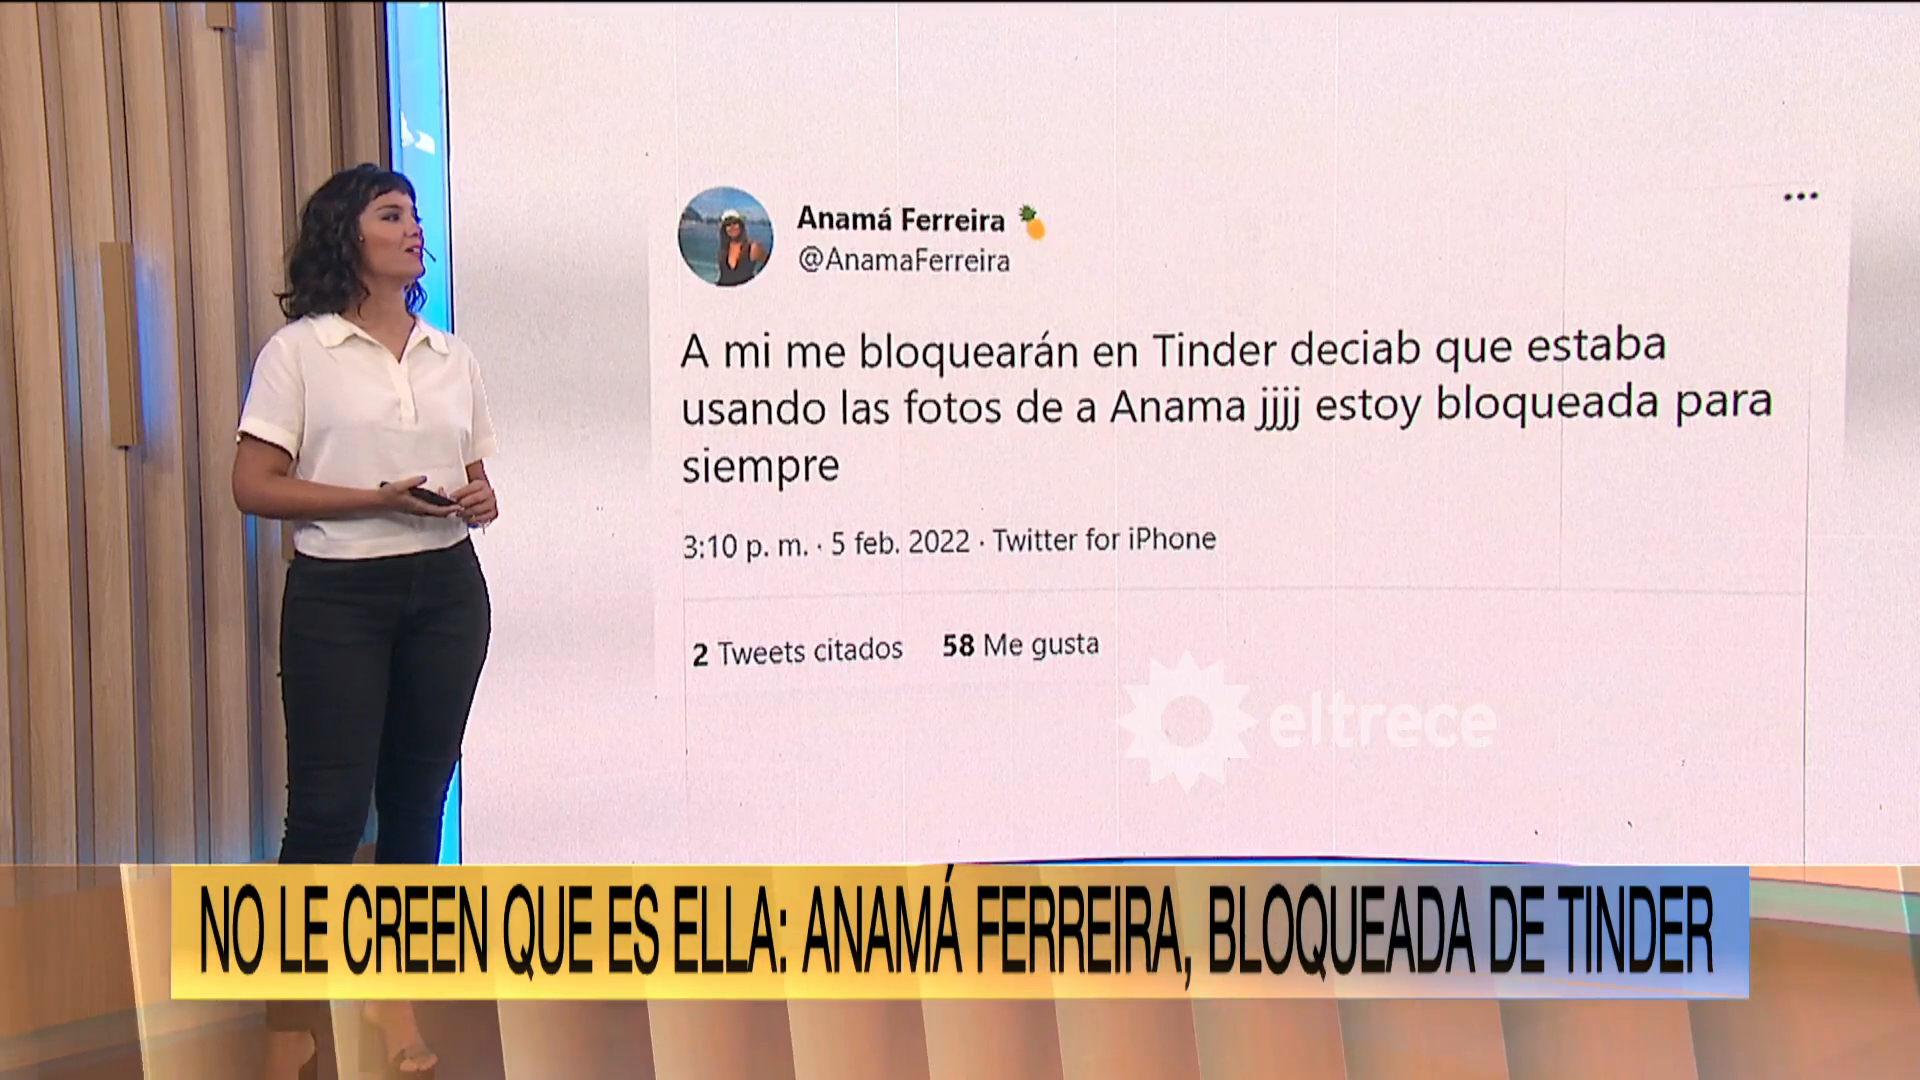 Anamá Ferreira 🍍
@AnamaFerreira
A mi me bloquearán en Tinder deciab que estaba
usando las fotos de a Anama jjjj estoy bloqueada para
siempre
3:10 p. m. · 5 feb. 2022 · Twitter for iPhone
2 Tweets citados 58 Me gusta
eltrece
NO LE CREEN QUE ES ELLA: ANAMÁ FERREIRA, BLOQUEADA DE TINDER